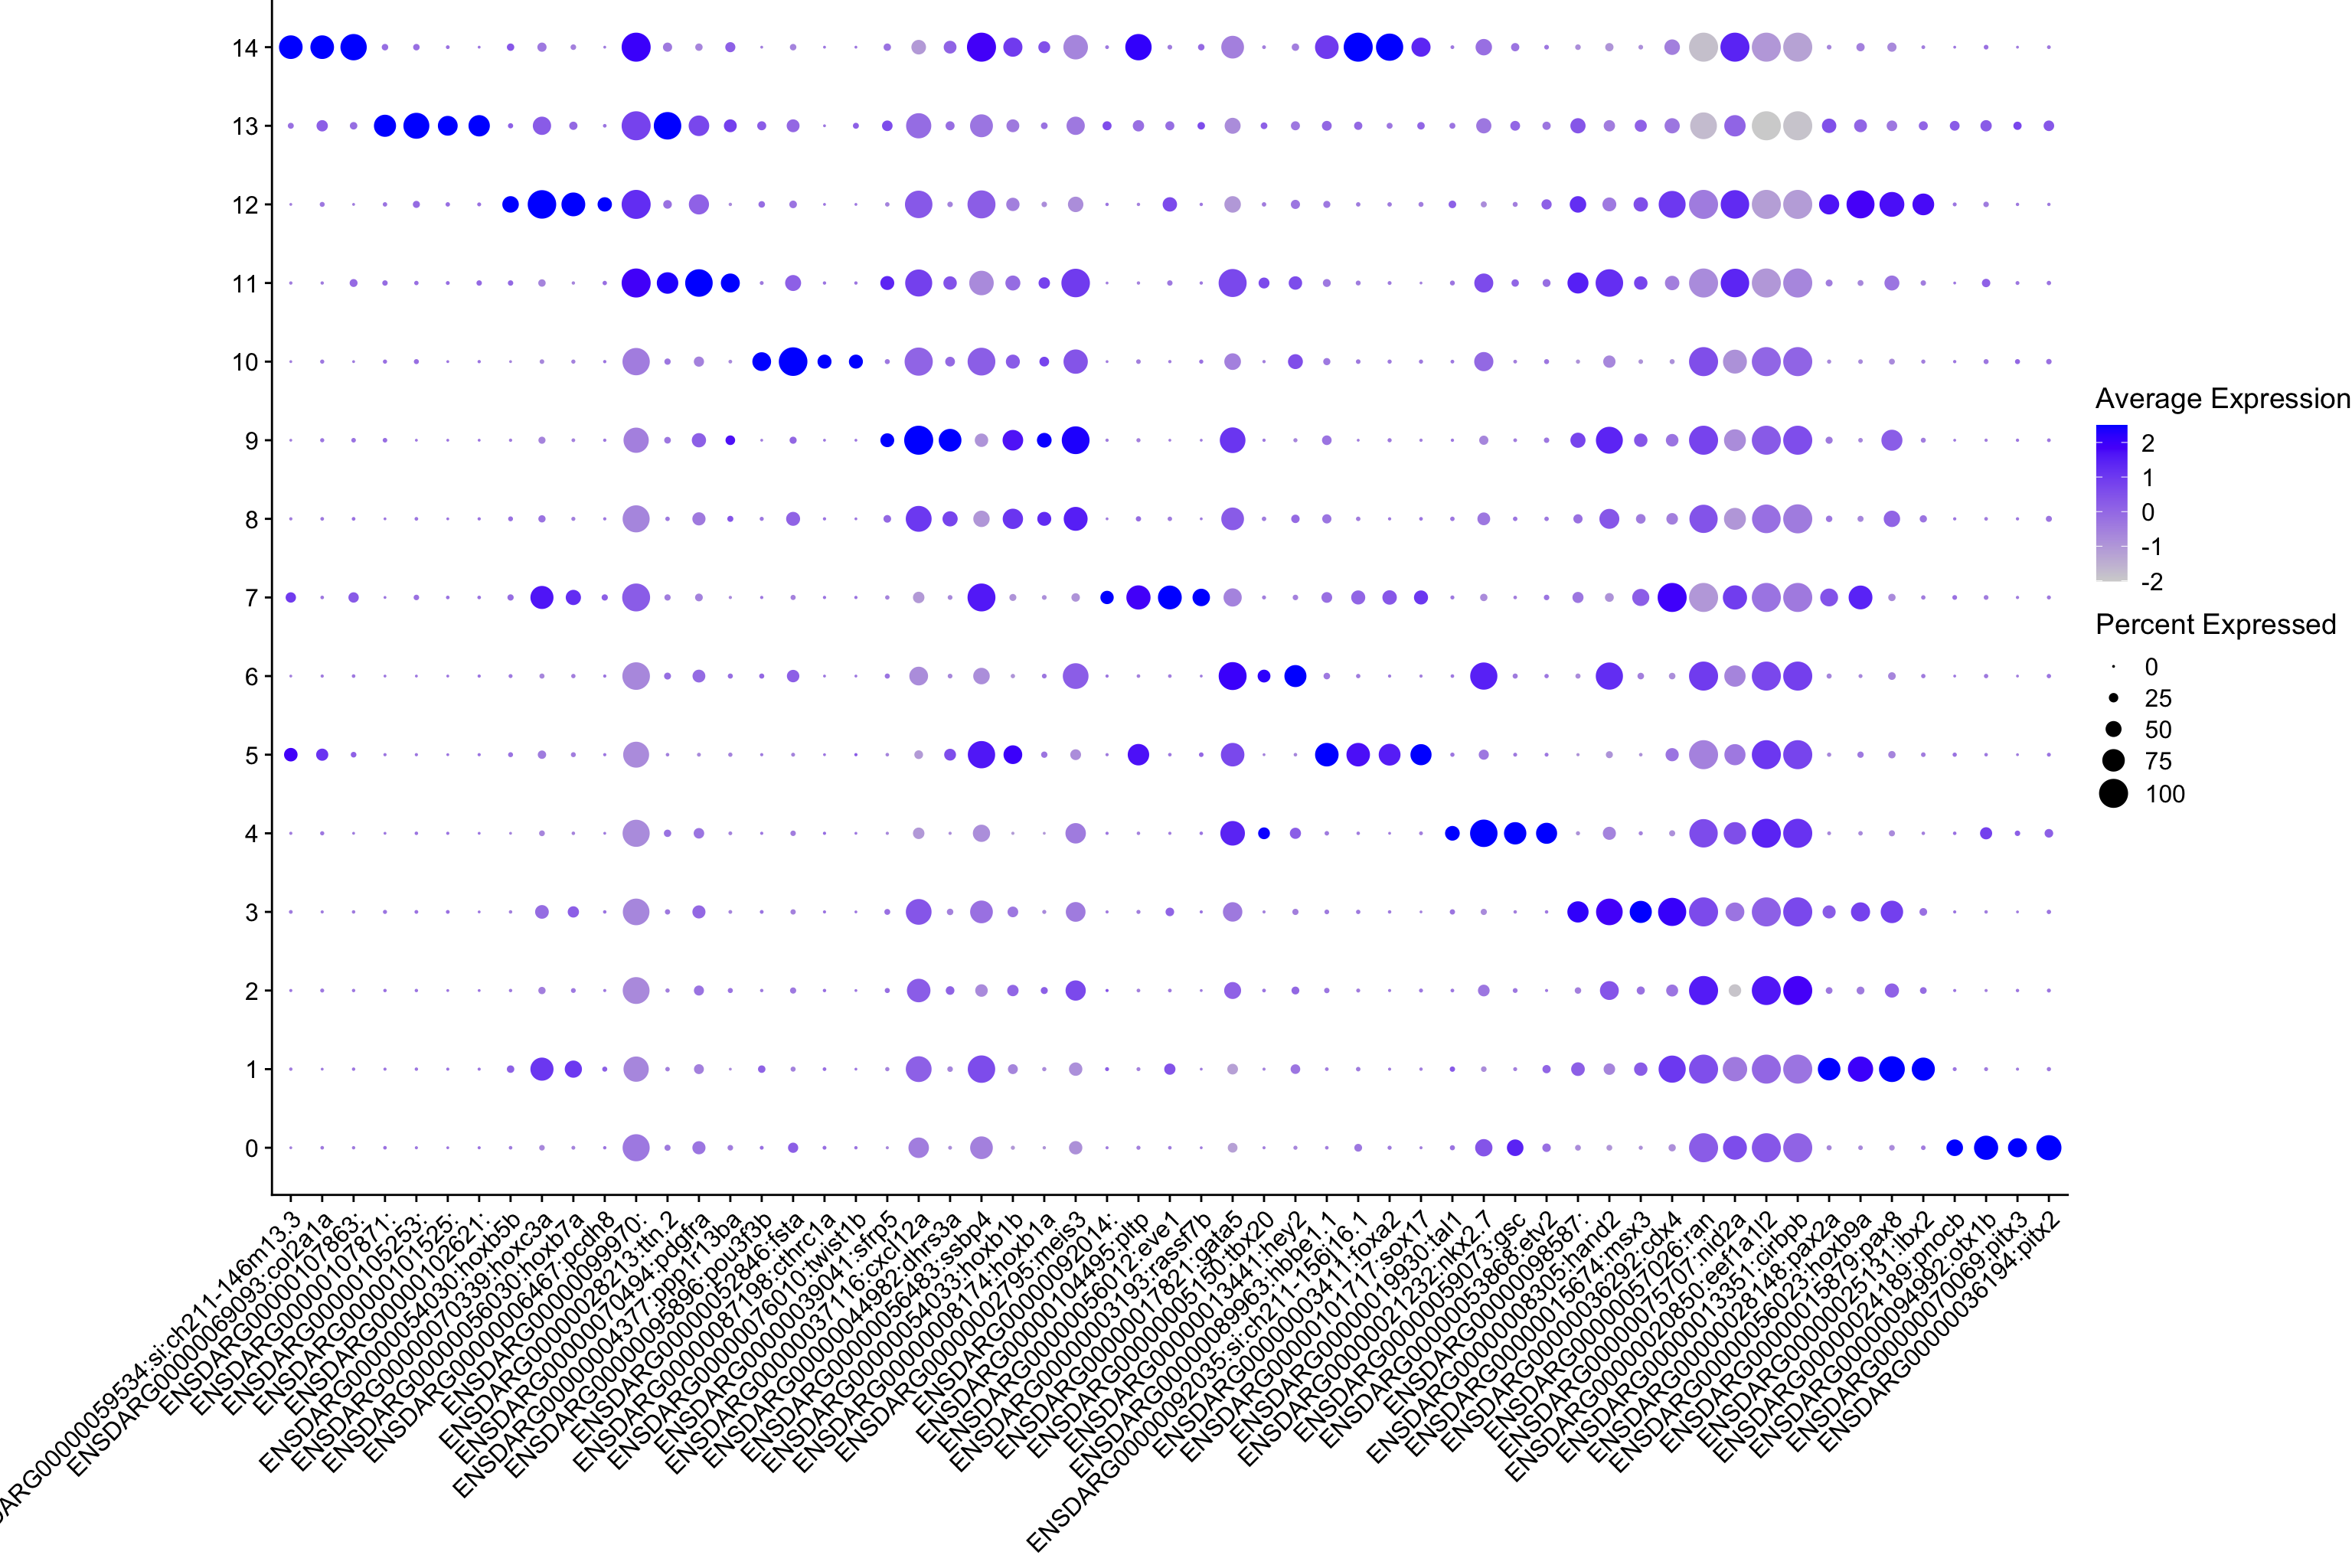 14
13
12
11
10
9
8
7
6
5
4
3
2
1
0
ARG00000059534:si:ch211-146m13.3
ENSDARG00000069093:col2a1a
ENSDARG00000107863:
ENSDARG00000107871:
ENSDARG00000105253:
ENSDARG00000101525:
ENSDARG00000102621:
ENSDARG00000054030:hoxb5b
ENSDARG00000070339:hoxc3a
ENSDARG00000056030:hoxb7a
ENSDARG00000006467:pcdh8
ENSDARG00000099970:
ENSDARG00000028213:ttn.2
ENSDARG00000070494:pdgfra
ENSDARG00000004377:ppp1r13ba
ENSDARG00000095896:pou3f3b
ENSDARG00000052846:fsta
ENSDARG00000087198:cthrc1a
ENSDARG00000076010:twist1b
ENSDARG00000039041:sfrp5
ENSDARG00000037116:cxcl12a
ENSDARG00000044982:dhrs3a
ENSDARG00000056483:ssbp4
ENSDARG00000054033:hoxb1b
ENSDARG00000008174:hoxb1a
ENSDARG00000002795:meis3
ENSDARG00000092014:
ENSDARG00000104495:pltp
ENSDARG00000056012:eve1
ENSDARG00000003193:rassf7b
ENSDARG00000017821:gata5
ENSDARG00000005150:tbx20
ENSDARG00000013441:hey2
ENSDARG00000089963:hbbe1.1
ENSDARG00000092035:si:ch211-156j16.1
ENSDARG00000003411:foxa2
ENSDARG00000101717:sox17
ENSDARG00000019930:tal1
ENSDARG00000021232:nkx2.7
ENSDARG00000059073:gsc
ENSDARG00000053868:etv2
ENSDARG00000098587:
ENSDARG00000008305:hand2
ENSDARG00000015674:msx3
ENSDARG00000036292:cdx4
ENSDARG00000057026:ran
ENSDARG00000075707:nid2a
ENSDARG00000020850:eef1a1l2
ENSDARG00000013351:cirbpb
ENSDARG00000028148:pax2a
ENSDARG00000056023:hoxb9a
ENSDARG00000015879:pax8
ENSDARG00000025131:lbx2
ENSDARG00000024189:pnocb
ENSDARG00000094992:otx1b
ENSDARG00000070069:pitx3
ENSDARG00000036194:pitx2
Average Expression
2
1
0
-1
-2
Percent Expressed
0
25
50
75
100